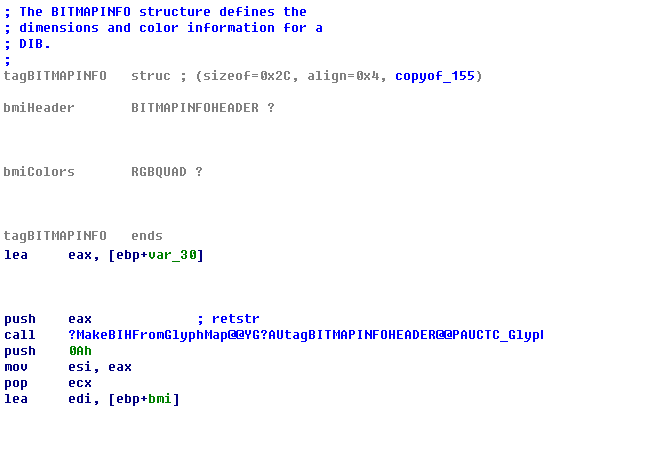 ; The BITMAPINFO structure defines the
; dimensions and color information for a
; DIB.
;
tagBITMAPINFO   struc ; (sizeof=0x2C, align=0x4, copyof_155)
bmiHeader       BITMAPINFOHEADER ?
bmiColors       RGBQUAD ?
tagBITMAPINFO   ends
lea     eax, [ebp+var_30]
push    eax             ; retstr
call    ?MakeBIHFromGlyphMap@@YG?AUtagBITMAPINFOHEADER@@PAUCTC_Glyp
push    0Ah
mov     esi, eax
pop     ecx
lea     edi, [ebp+bmi]